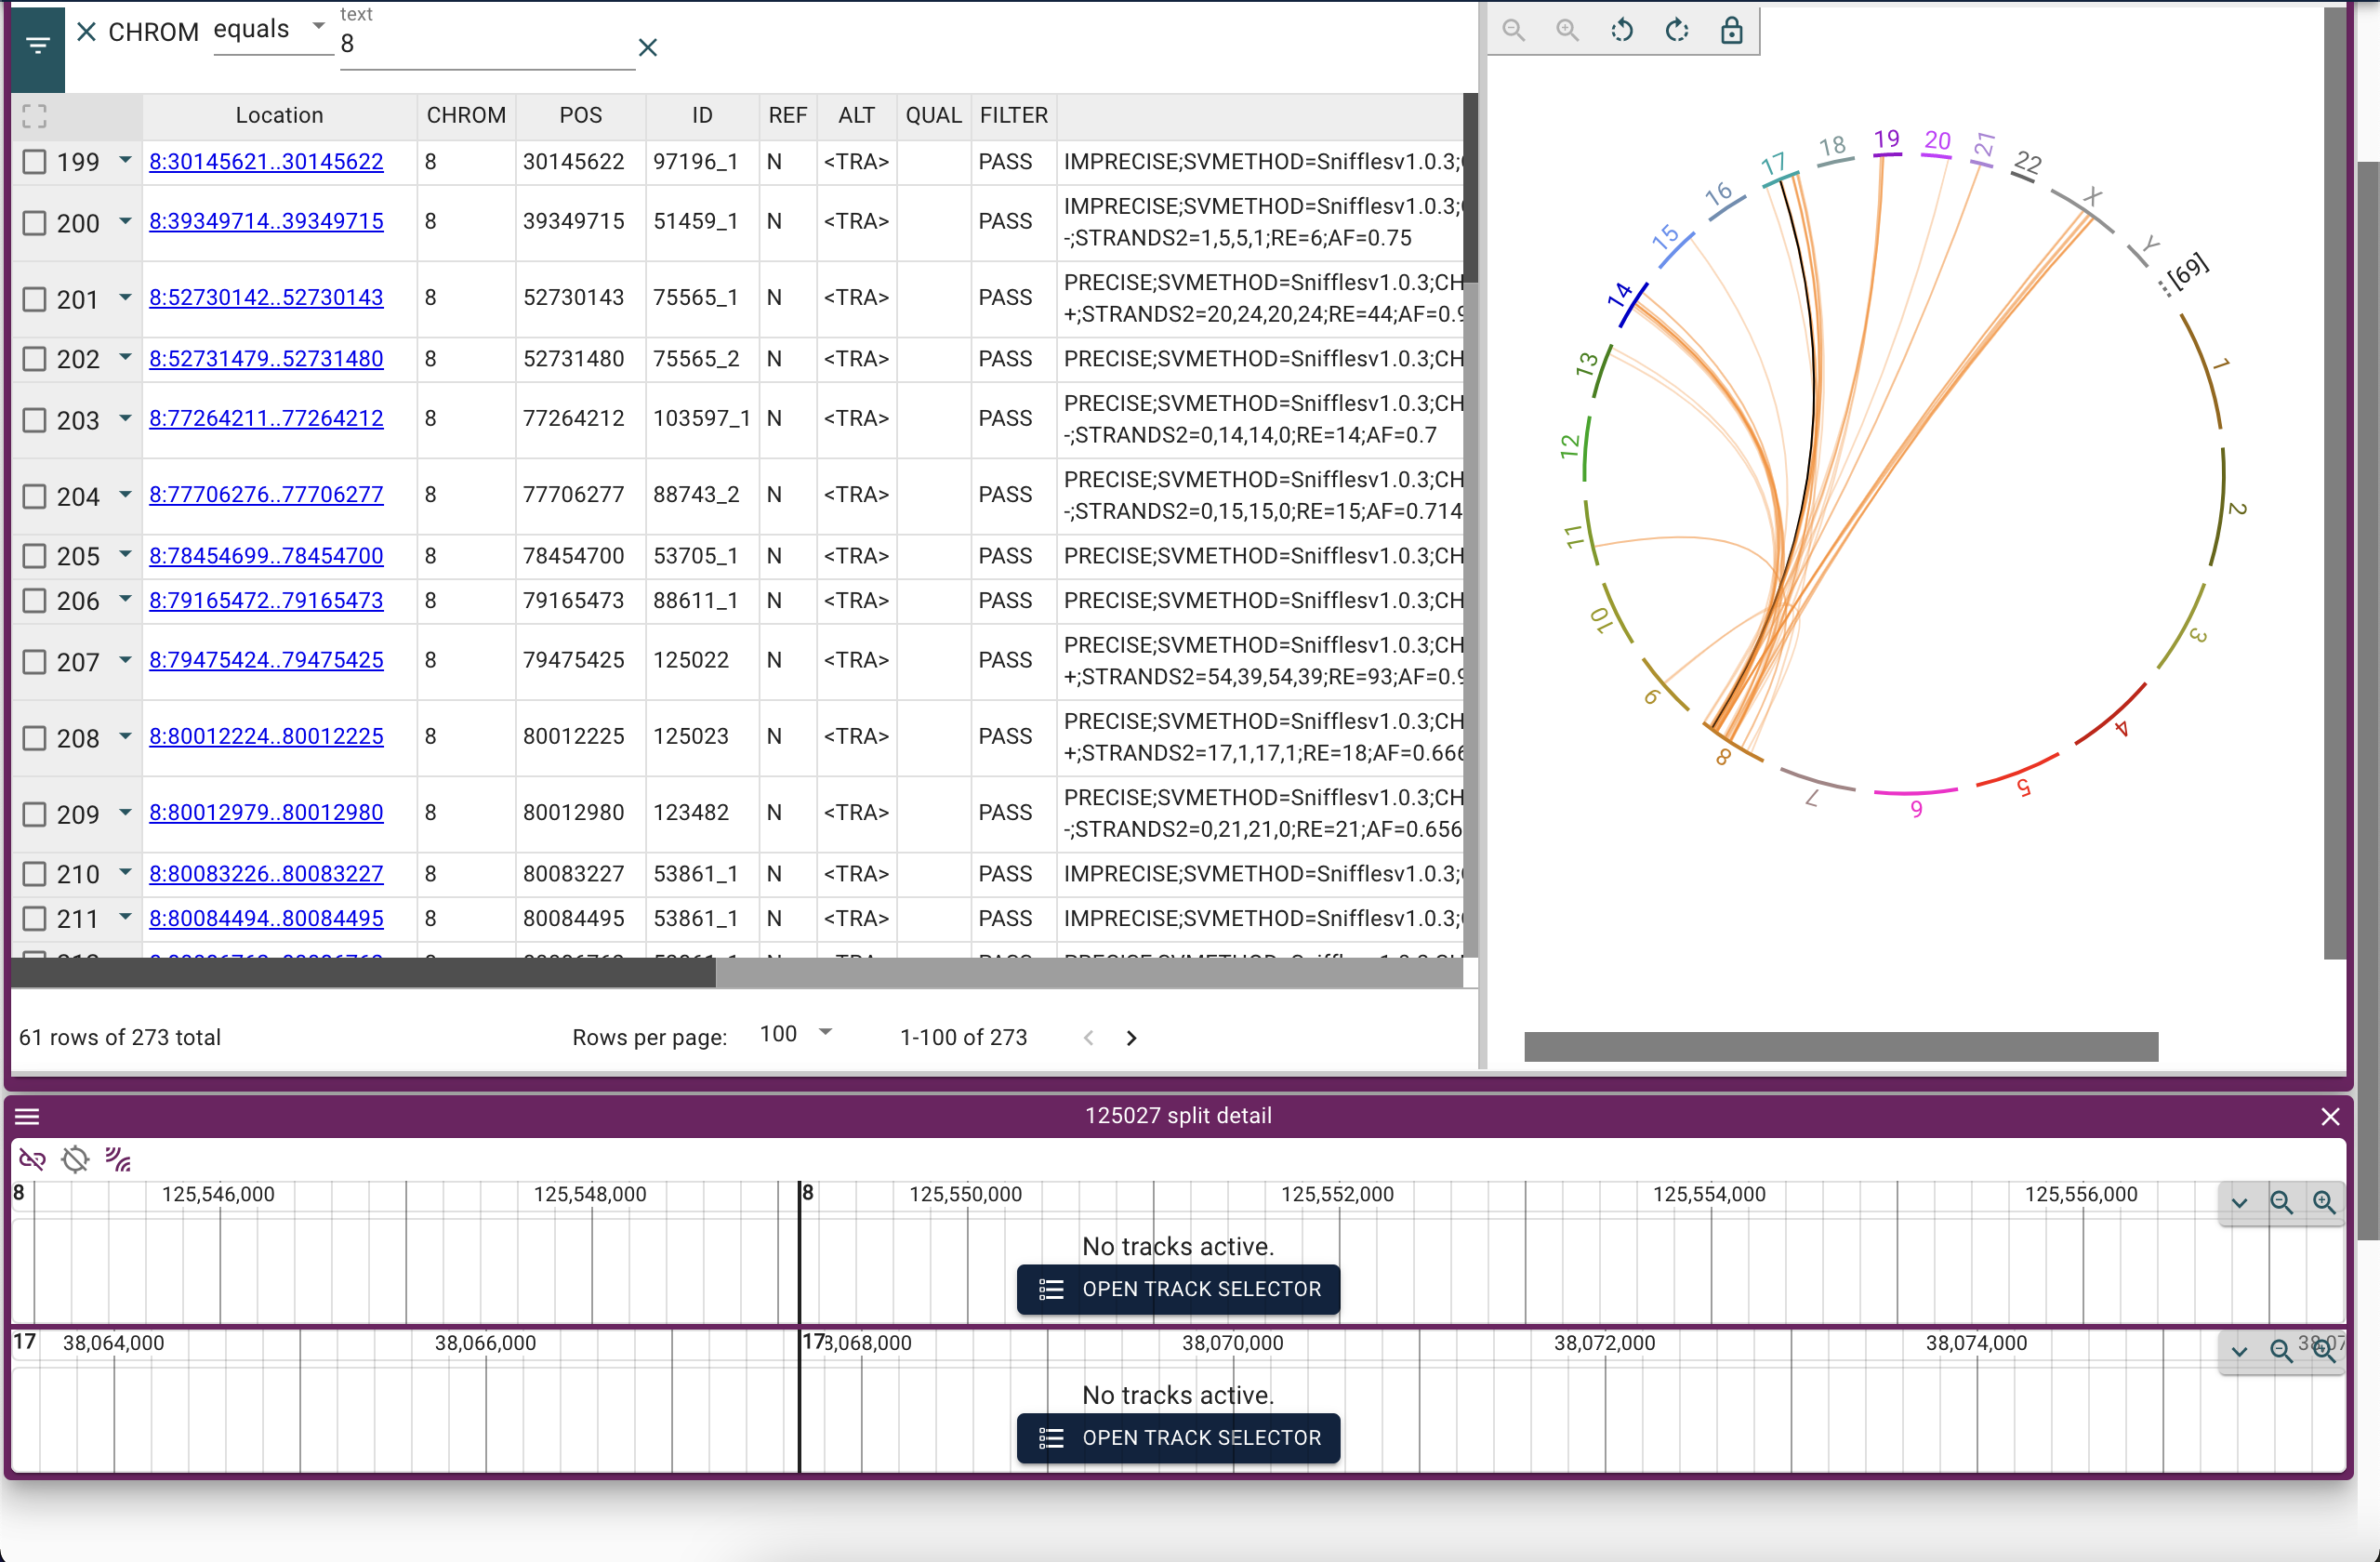 CHROM equals text 8
Location CHROM POS ID REF ALT QUAL FILTER
199 8:30145621..30145622 8 30145622 97196_1 N <TRA> PASS IMPRECISE;SVMETHOD=Snifflesv1.0.3;
200 8:39349714..39349715 8 39349715 51459_1 N <TRA> PASS IMPRECISE;SVMETHOD=Snifflesv1.0.3;
-;STRANDS2=1,5,5,1;RE=6;AF=0.75
201 8:52730142..52730143 8 52730143 75565_1 N <TRA> PASS PRECISE;SVMETHOD=Snifflesv1.0.3;CH
+;STRANDS2=20,24,20,24;RE=44;AF=0.9
202 8:52731479..52731480 8 52731480 75565_2 N <TRA> PASS PRECISE;SVMETHOD=Snifflesv1.0.3;CH
203 8:77264211..77264212 8 77264212 103597_1 N <TRA> PASS PRECISE;SVMETHOD=Snifflesv1.0.3;CH
-;STRANDS2=0,14,14,0;RE=14;AF=0.7
204 8:77706276..77706277 8 77706277 88743_2 N <TRA> PASS PRECISE;SVMETHOD=Snifflesv1.0.3;CH
-;STRANDS2=0,15,15,0;RE=15;AF=0.714
205 8:78454699..78454700 8 78454700 53705_1 N <TRA> PASS PRECISE;SVMETHOD=Snifflesv1.0.3;CH
206 8:79165472..79165473 8 79165473 88611_1 N <TRA> PASS PRECISE;SVMETHOD=Snifflesv1.0.3;CH
207 8:79475424..79475425 8 79475425 125022 N <TRA> PASS PRECISE;SVMETHOD=Snifflesv1.0.3;CH
+;STRANDS2=54,39,54,39;RE=93;AF=0.9
208 8:80012224..80012225 8 80012225 125023 N <TRA> PASS PRECISE;SVMETHOD=Snifflesv1.0.3;CH
+;STRANDS2=17,1,17,1;RE=18;AF=0.666
209 8:80012979..80012980 8 80012980 123482 N <TRA> PASS PRECISE;SVMETHOD=Snifflesv1.0.3;CH
-;STRANDS2=0,21,21,0;RE=21;AF=0.656
210 8:80083226..80083227 8 80083227 53861_1 N <TRA> PASS IMPRECISE;SVMETHOD=Snifflesv1.0.3;
211 8:80084494..80084495 8 80084495 53861_1 N <TRA> PASS IMPRECISE;SVMETHOD=Snifflesv1.0.3;
61 rows of 273 total Rows per page: 100 1-100 of 273
1
2
3
4
5
6
7
8
9
10
11
12
13
14
15
16
17
18
19
20
21
22
X
Y
[69]
125027 split detail
8 125,546,000 125,548,000 8 125,550,000 125,552,000 125,554,000 125,556,000
No tracks active.
OPEN TRACK SELECTOR
17 38,064,000 38,066,000 17 3,068,000 38,070,000 38,072,000 38,074,000 38,07
No tracks active.
OPEN TRACK SELECTOR